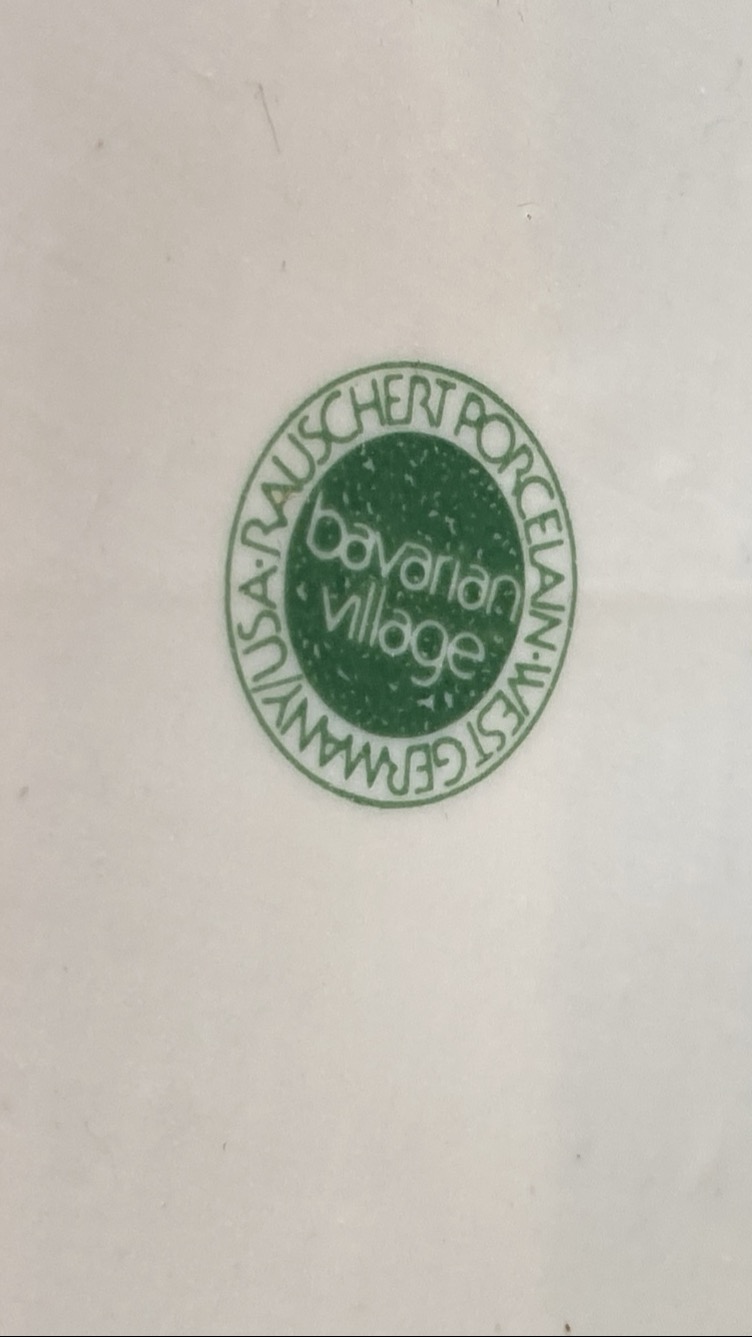 RAUSCHERT PORCELAIN · WEST GERMANY/USA ·
bavarian
village